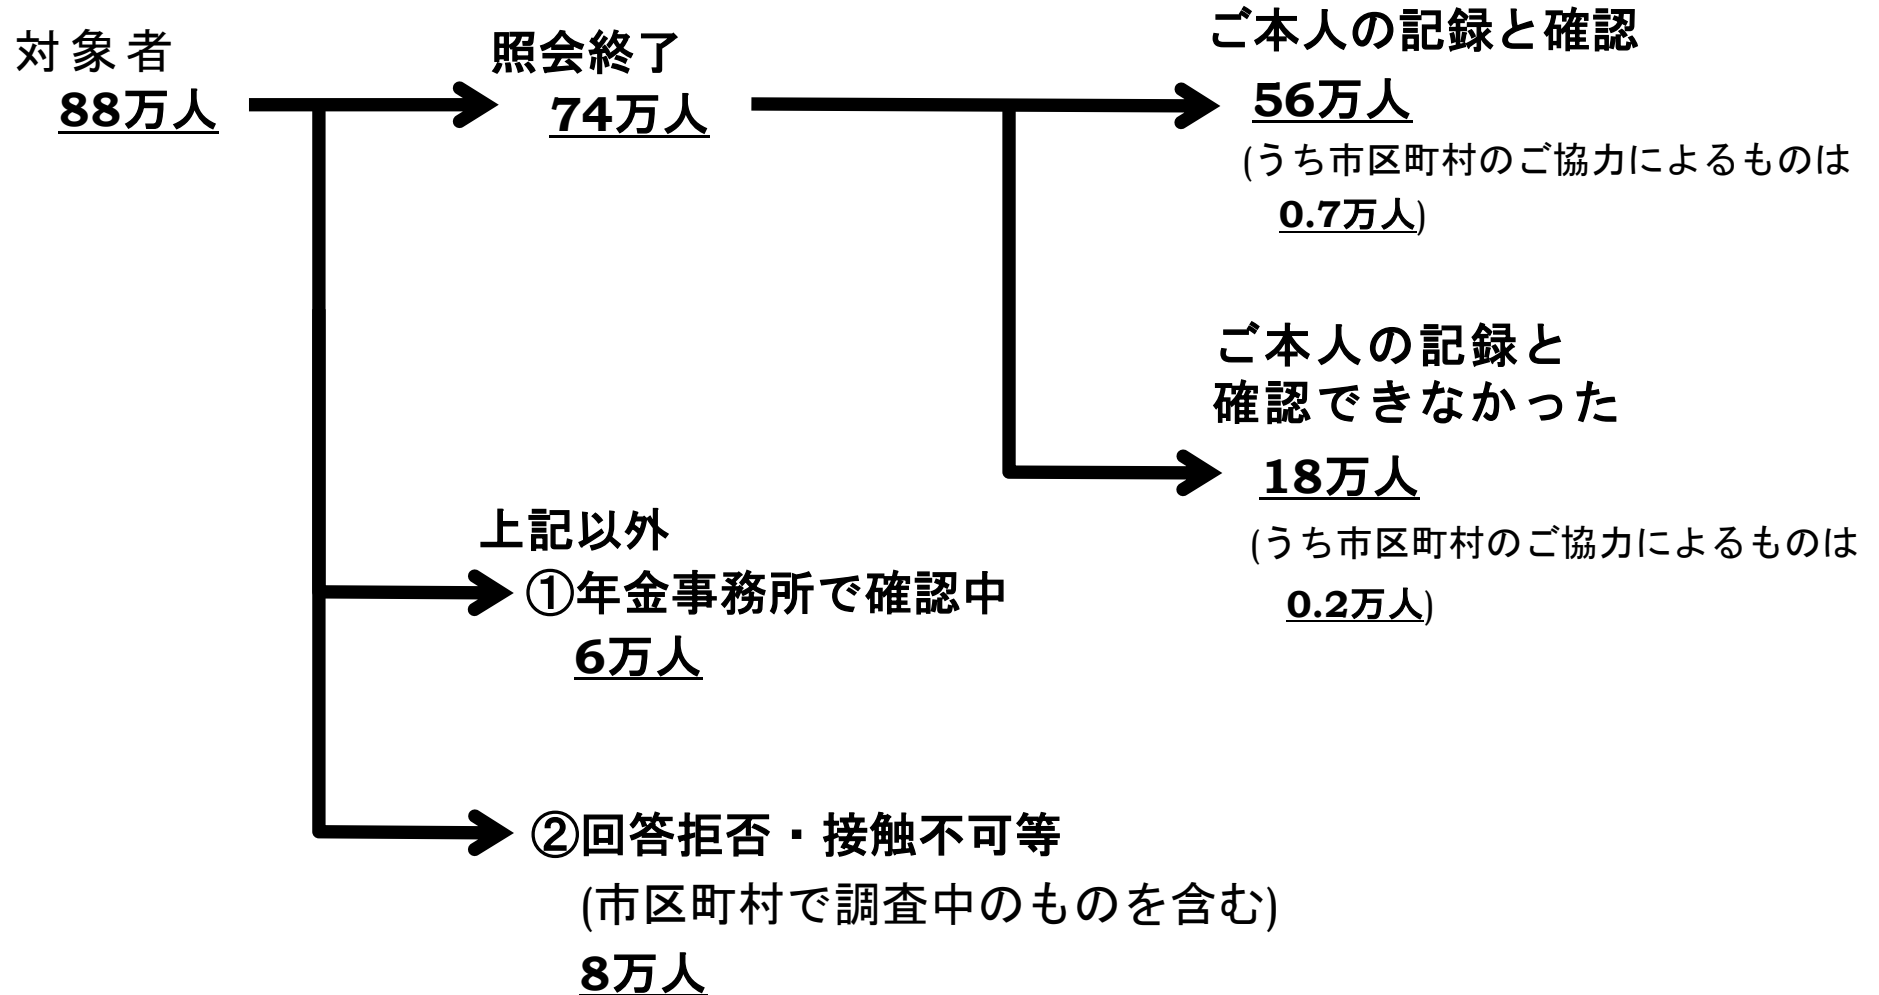 対象者
88万人
照会終了
74万人
ご本人の記録と確認
56万人
(うち市区町村のご協力によるものは
0.7万人)
ご本人の記録と
確認できなかった
18万人
(うち市区町村のご協力によるものは
0.2万人)
上記以外
①年金事務所で確認中
6万人
②回答拒否・接触不可等
(市区町村で調査中のものを含む)
8万人